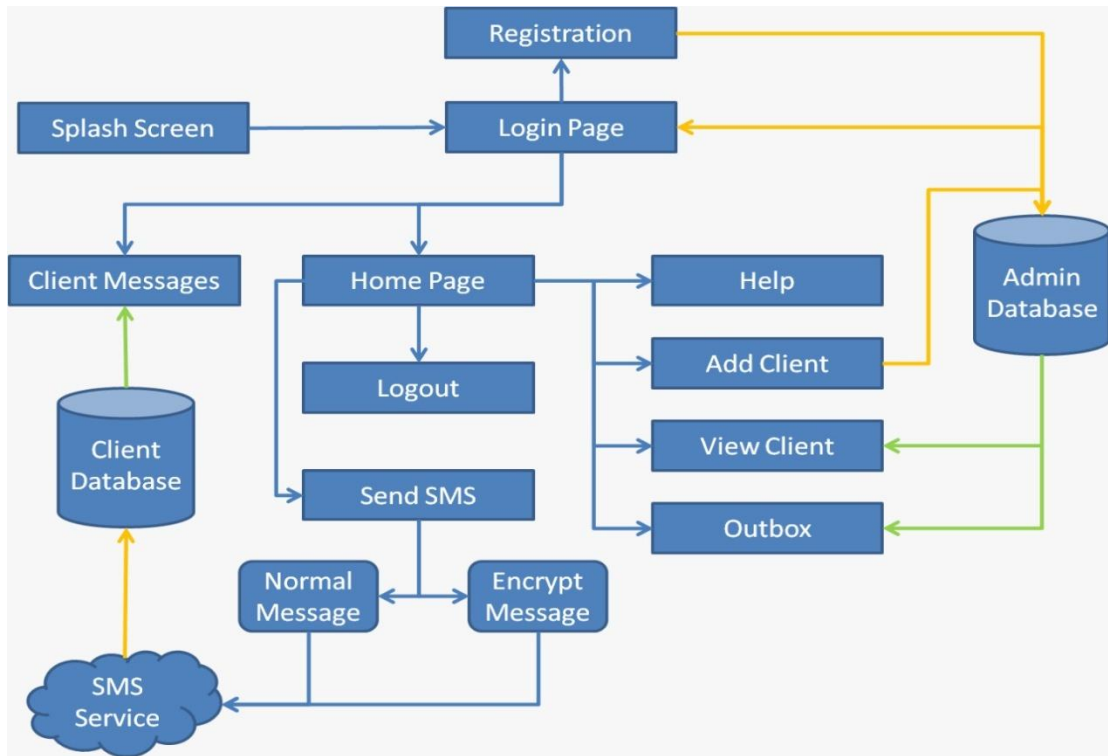 Registration
Splash Screen
Login Page
Client Messages
Home Page
Help
Admin
Database
Add Client
Logout
Client
Database
View Client
Send SMS
Outbox
Normal
Message
Encrypt
Message
SMS
Service